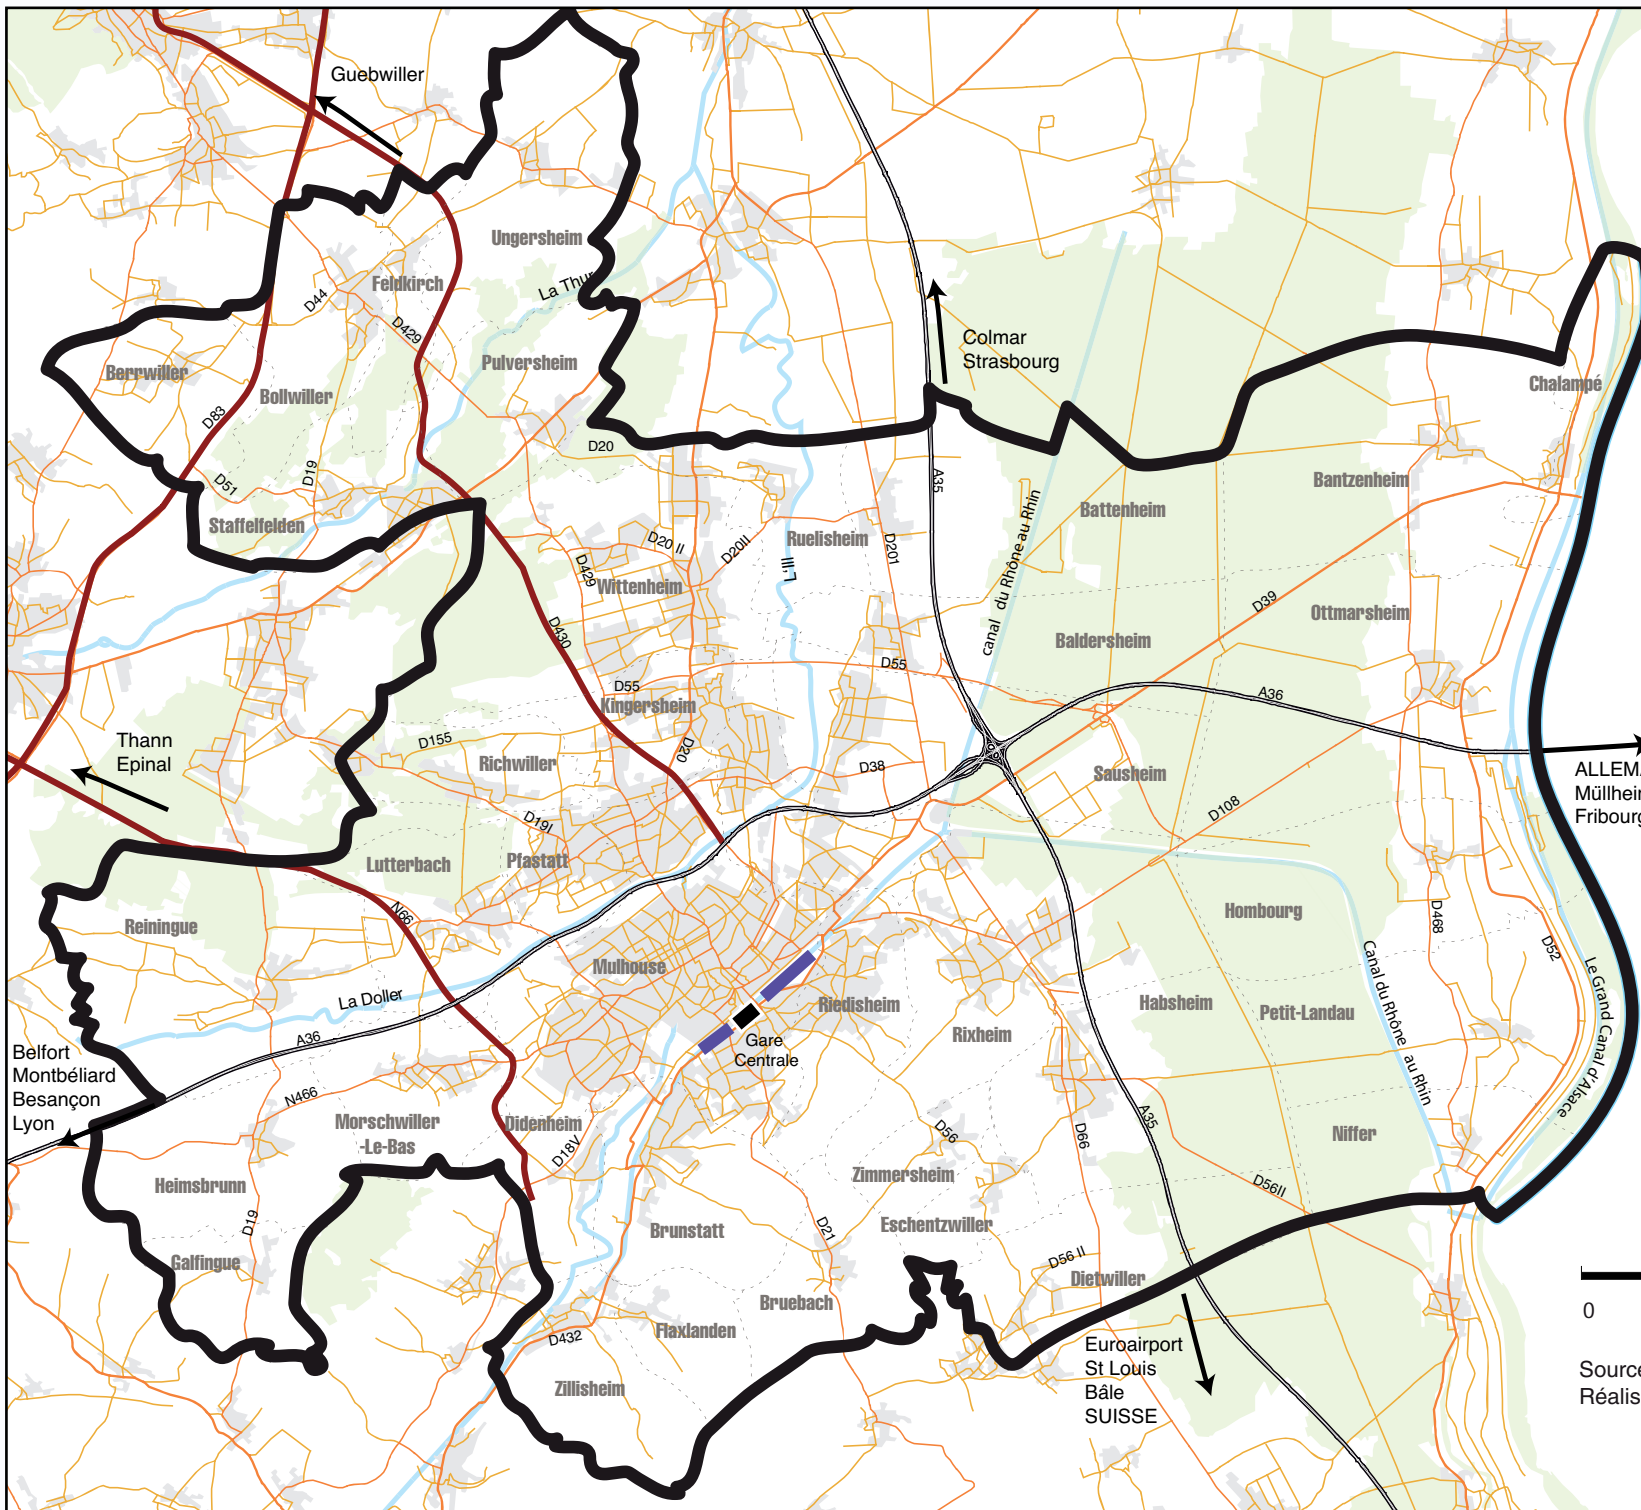 Guebwiller
Ungersheim
Feldkirch
La Thur
D44
D429
Colmar
Strasbourg
Pulversheim
Berrwiller
Bollwiller
Chalampé
D83
D20
D19
D51
A35
Bantzenheim
Staffelfelden
Battenheim
canal du Rhône au Rhin
Ruelisheim
D20 II
D20II
D201
D429
Wittenheim
L'Ill
D39
Ottmarsheim
D430
Baldersheim
D55
D55
A36
Kingersheim
Thann
Epinal
D155
D20
Richwiller
D38
Sausheim
ALLEMA
Müllheim
Fribourg
D108
D19I
Lutterbach
Pfastatt
N66
Reiningue
Hombourg
D468
D52
Mulhouse
La Doller
Riedisheim
Habsheim
Petit-Landau
Canal du Rhône au Rhin
Le Grand Canal d'Alsace
Rixheim
Gare
Centrale
A36
Belfort
Montbéliard
Besançon
Lyon
N466
Morschwiller
-Le-Bas
Didenheim
D18V
D56
D66
A35
Niffer
Zimmersheim
Heimsbrunn
D56II
D19
Brunstatt
D21
Eschentzwiller
Galfingue
D56 II
Dietwiller
Bruebach
Flaxlanden
D432
0
Euroairport
St Louis
Bâle
SUISSE
Zillisheim
Source
Réalis